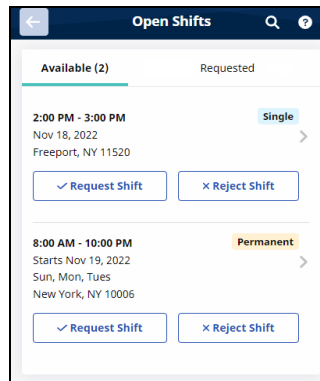 Open Shifts
Available (2)
Requested
2:00 PM - 3:00 PM
Single
Nov 18, 2022
Freeport, NY 11520
Request Shift
Reject Shift
8:00 AM - 10:00 PM
Permanent
Starts Nov 19, 2022
Sun, Mon, Tues
New York, NY 10006
Request Shift
Reject Shift